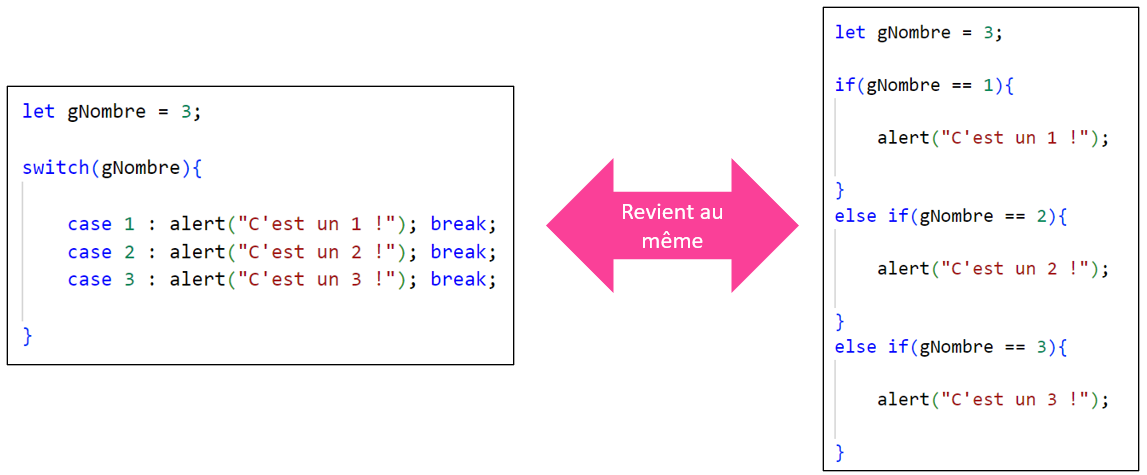 let gNombre = 3;
switch(gNombre){
case 1 : alert("C'est un 1 !"); break;
case 2 : alert("C'est un 2 !"); break;
case 3 : alert("C'est un 3 !"); break;
}
Revient au
même
let gNombre = 3;
if(gNombre == 1){
alert("C'est un 1 !");
}
else if(gNombre == 2){
alert("C'est un 2 !");
}
else if(gNombre == 3){
alert("C'est un 3 !");
}